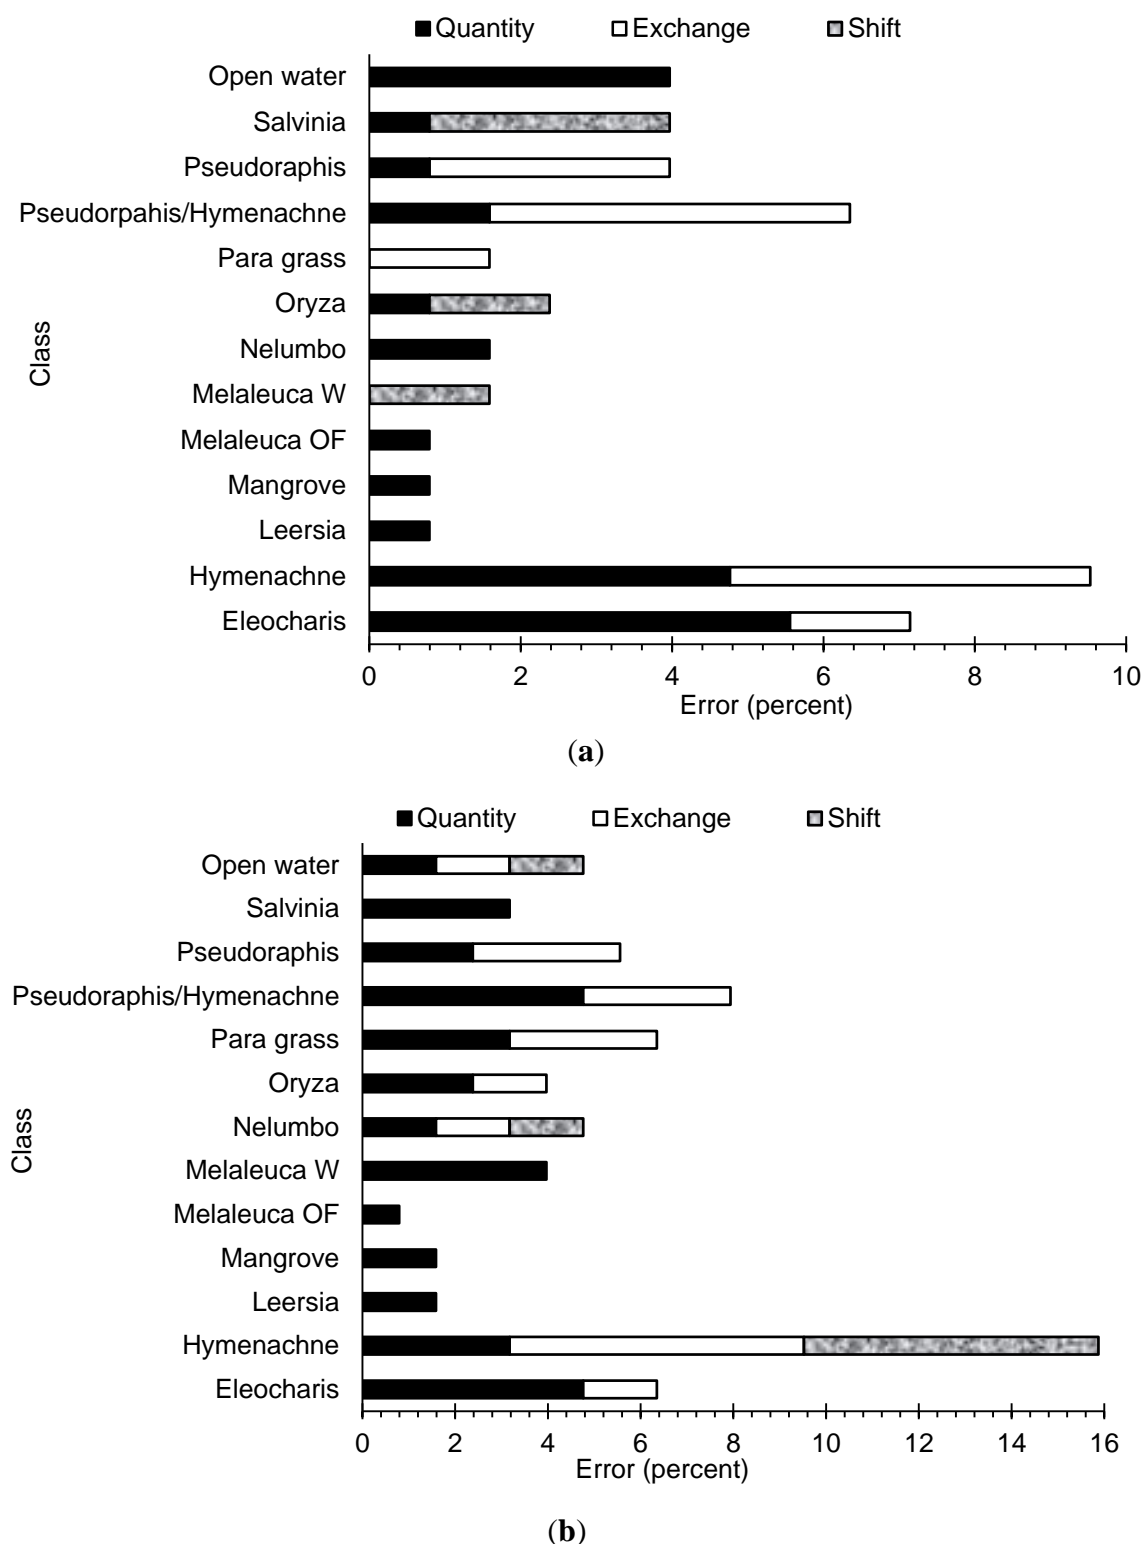 Quantity Exchange Shift
Open water
Salvinia
Pseudoraphis
Pseudorpahis/Hymenachne
Para grass
Oryza
Nelumbo
Melaleuca W
Melaleuca OF
Mangrove
Leersia
Hymenachne
Eleocharis
Class
0 2 4 6 8 10
Error (percent)
(a)
Quantity Exchange Shift
Open water
Salvinia
Pseudoraphis
Pseudoraphis/Hymenachne
Para grass
Oryza
Nelumbo
Melaleuca W
Melaleuca OF
Mangrove
Leersia
Hymenachne
Eleocharis
Class
0 2 4 6 8 10 12 14 16
Error (percent)
(b)